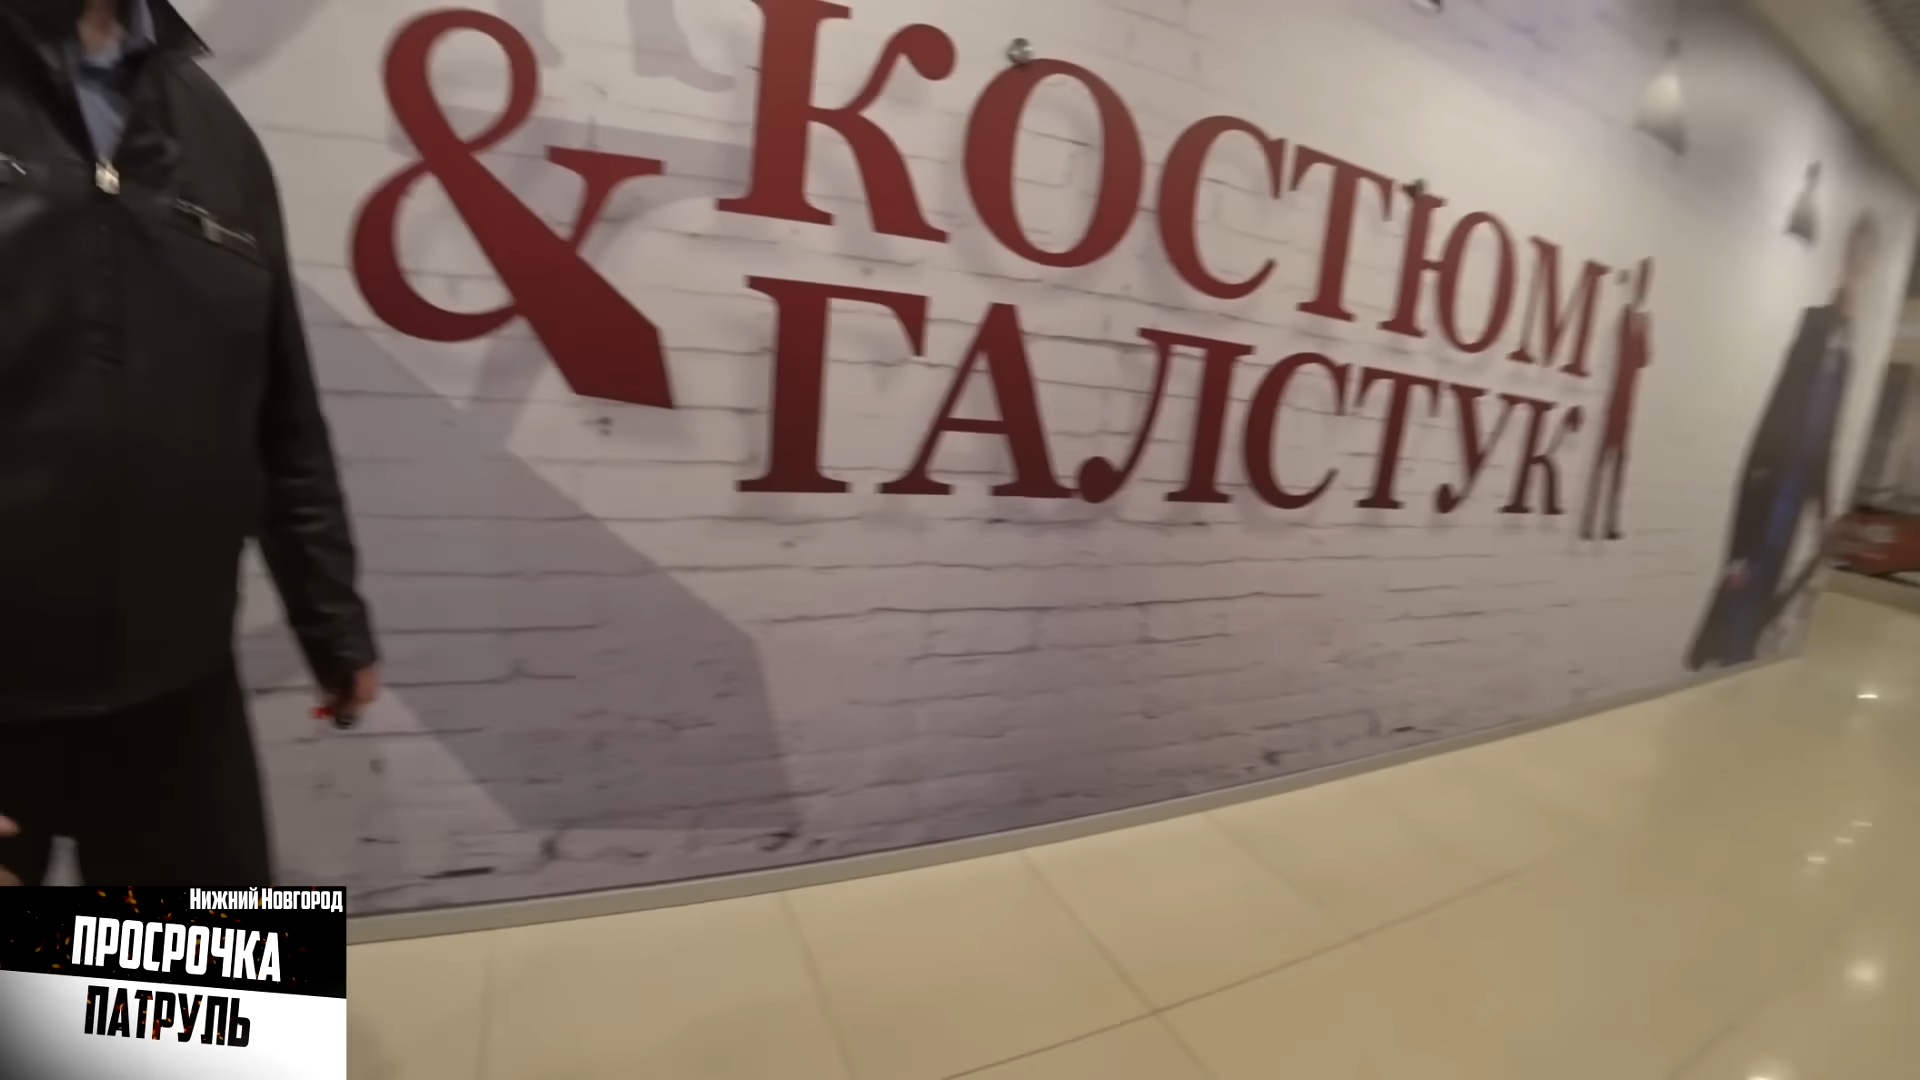 &
КОСТЮМ
ГАЛСТУК
Нижний Новгород
ПРОСРОЧКА
ПАТРУЛЬ